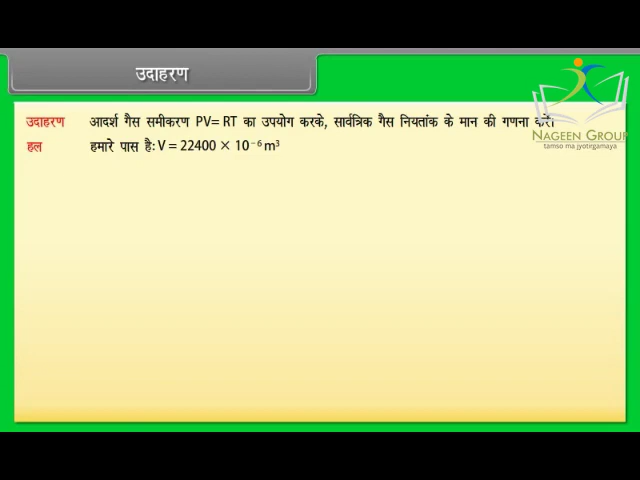 उदाहरण
उदाहरण आदर्श गैस समीकरण PV= RT का उपयोग करके, सार्वत्रिक गैस नियतांक के मान की गणना करें।
हल हमारे पास है: V = 22400 × 10⁻⁶ m³
NAGEEN GROUP
tamso ma jyotirgamaya